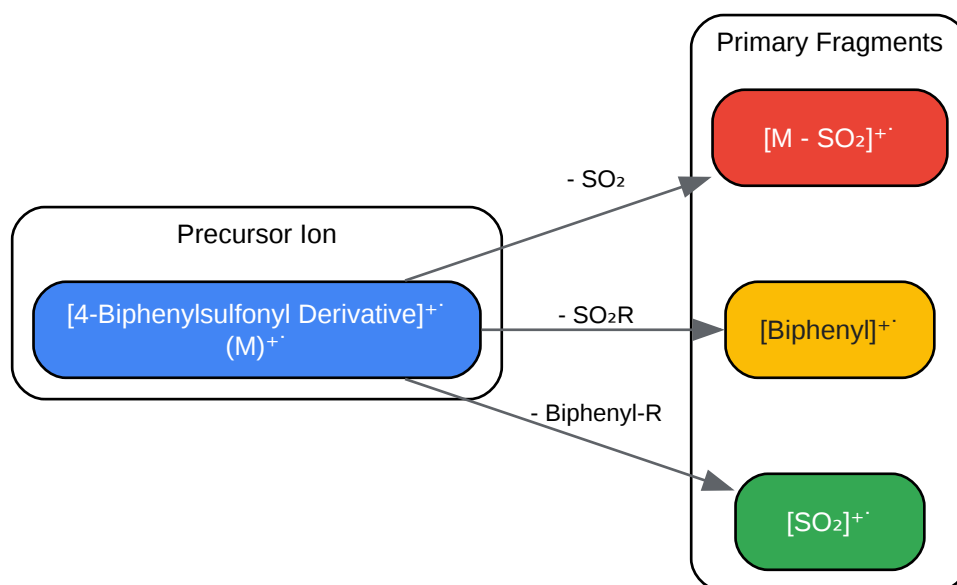 Primary Fragments
[M - SO₂]⁺˙
- SO₂
Precursor Ion
[4-Biphenylsulfonyl Derivative]⁺˙
(M)⁺˙
- SO₂R
[Biphenyl]⁺˙
- Biphenyl-R
[SO₂]⁺˙